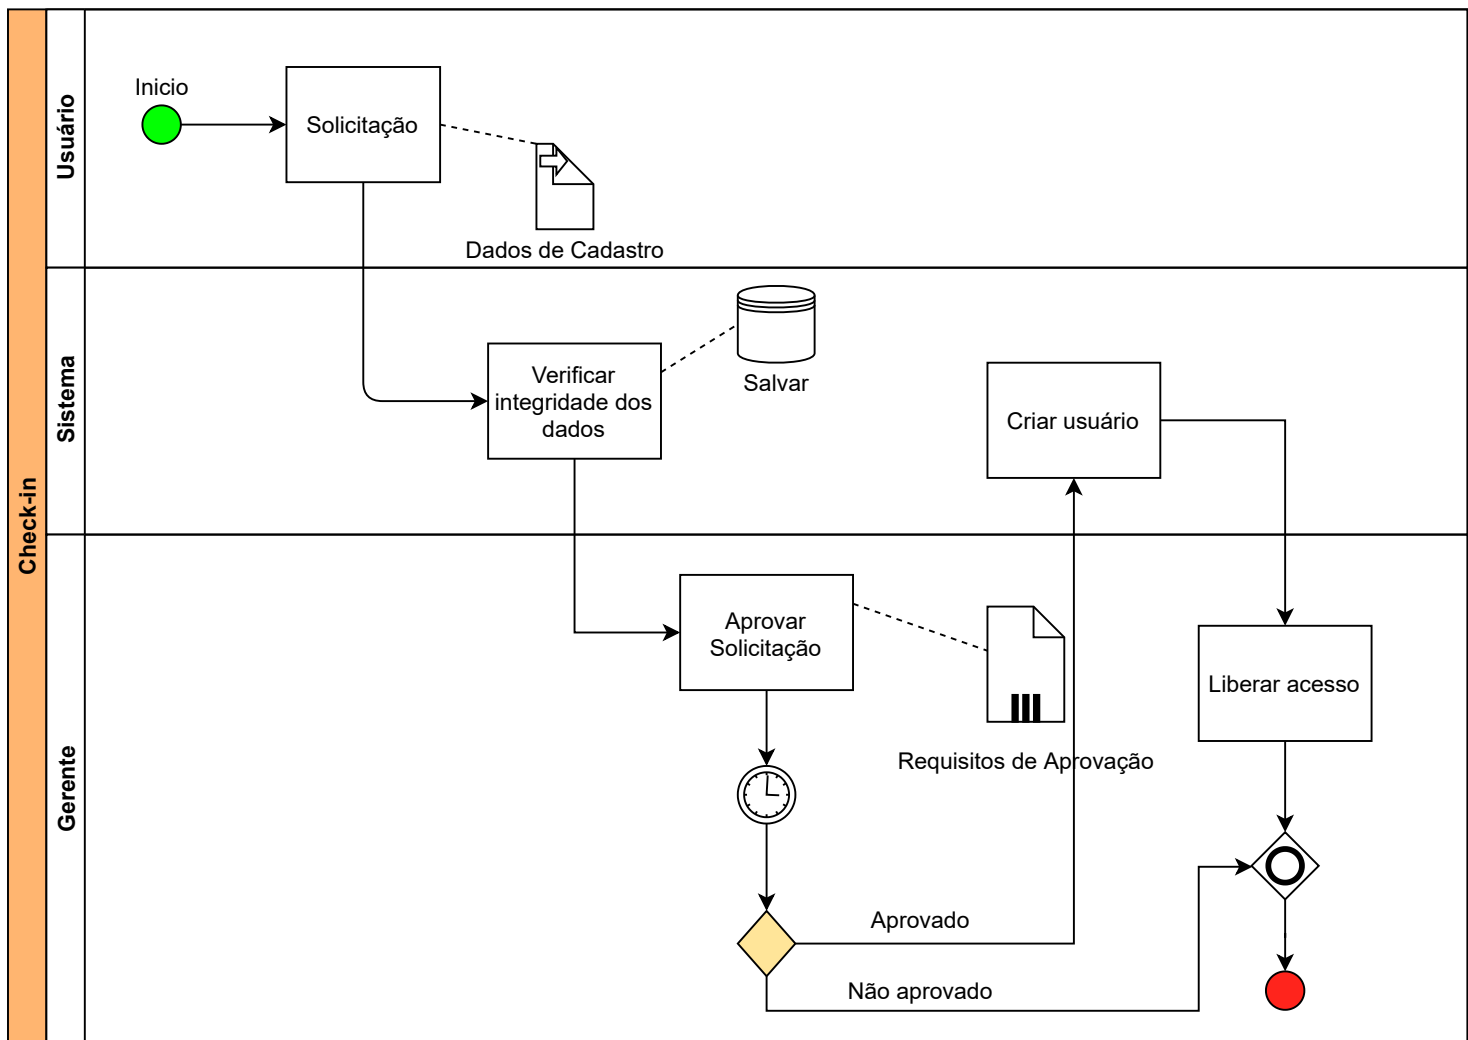 Check-in
Usuário
Inicio
Solicitação
Dados de Cadastro
Sistema
Verificar
integridade dos
dados
Salvar
Criar usuário
Gerente
Aprovar
Solicitação
Requisitos de Aprovação
Liberar acesso
Aprovado
Não aprovado